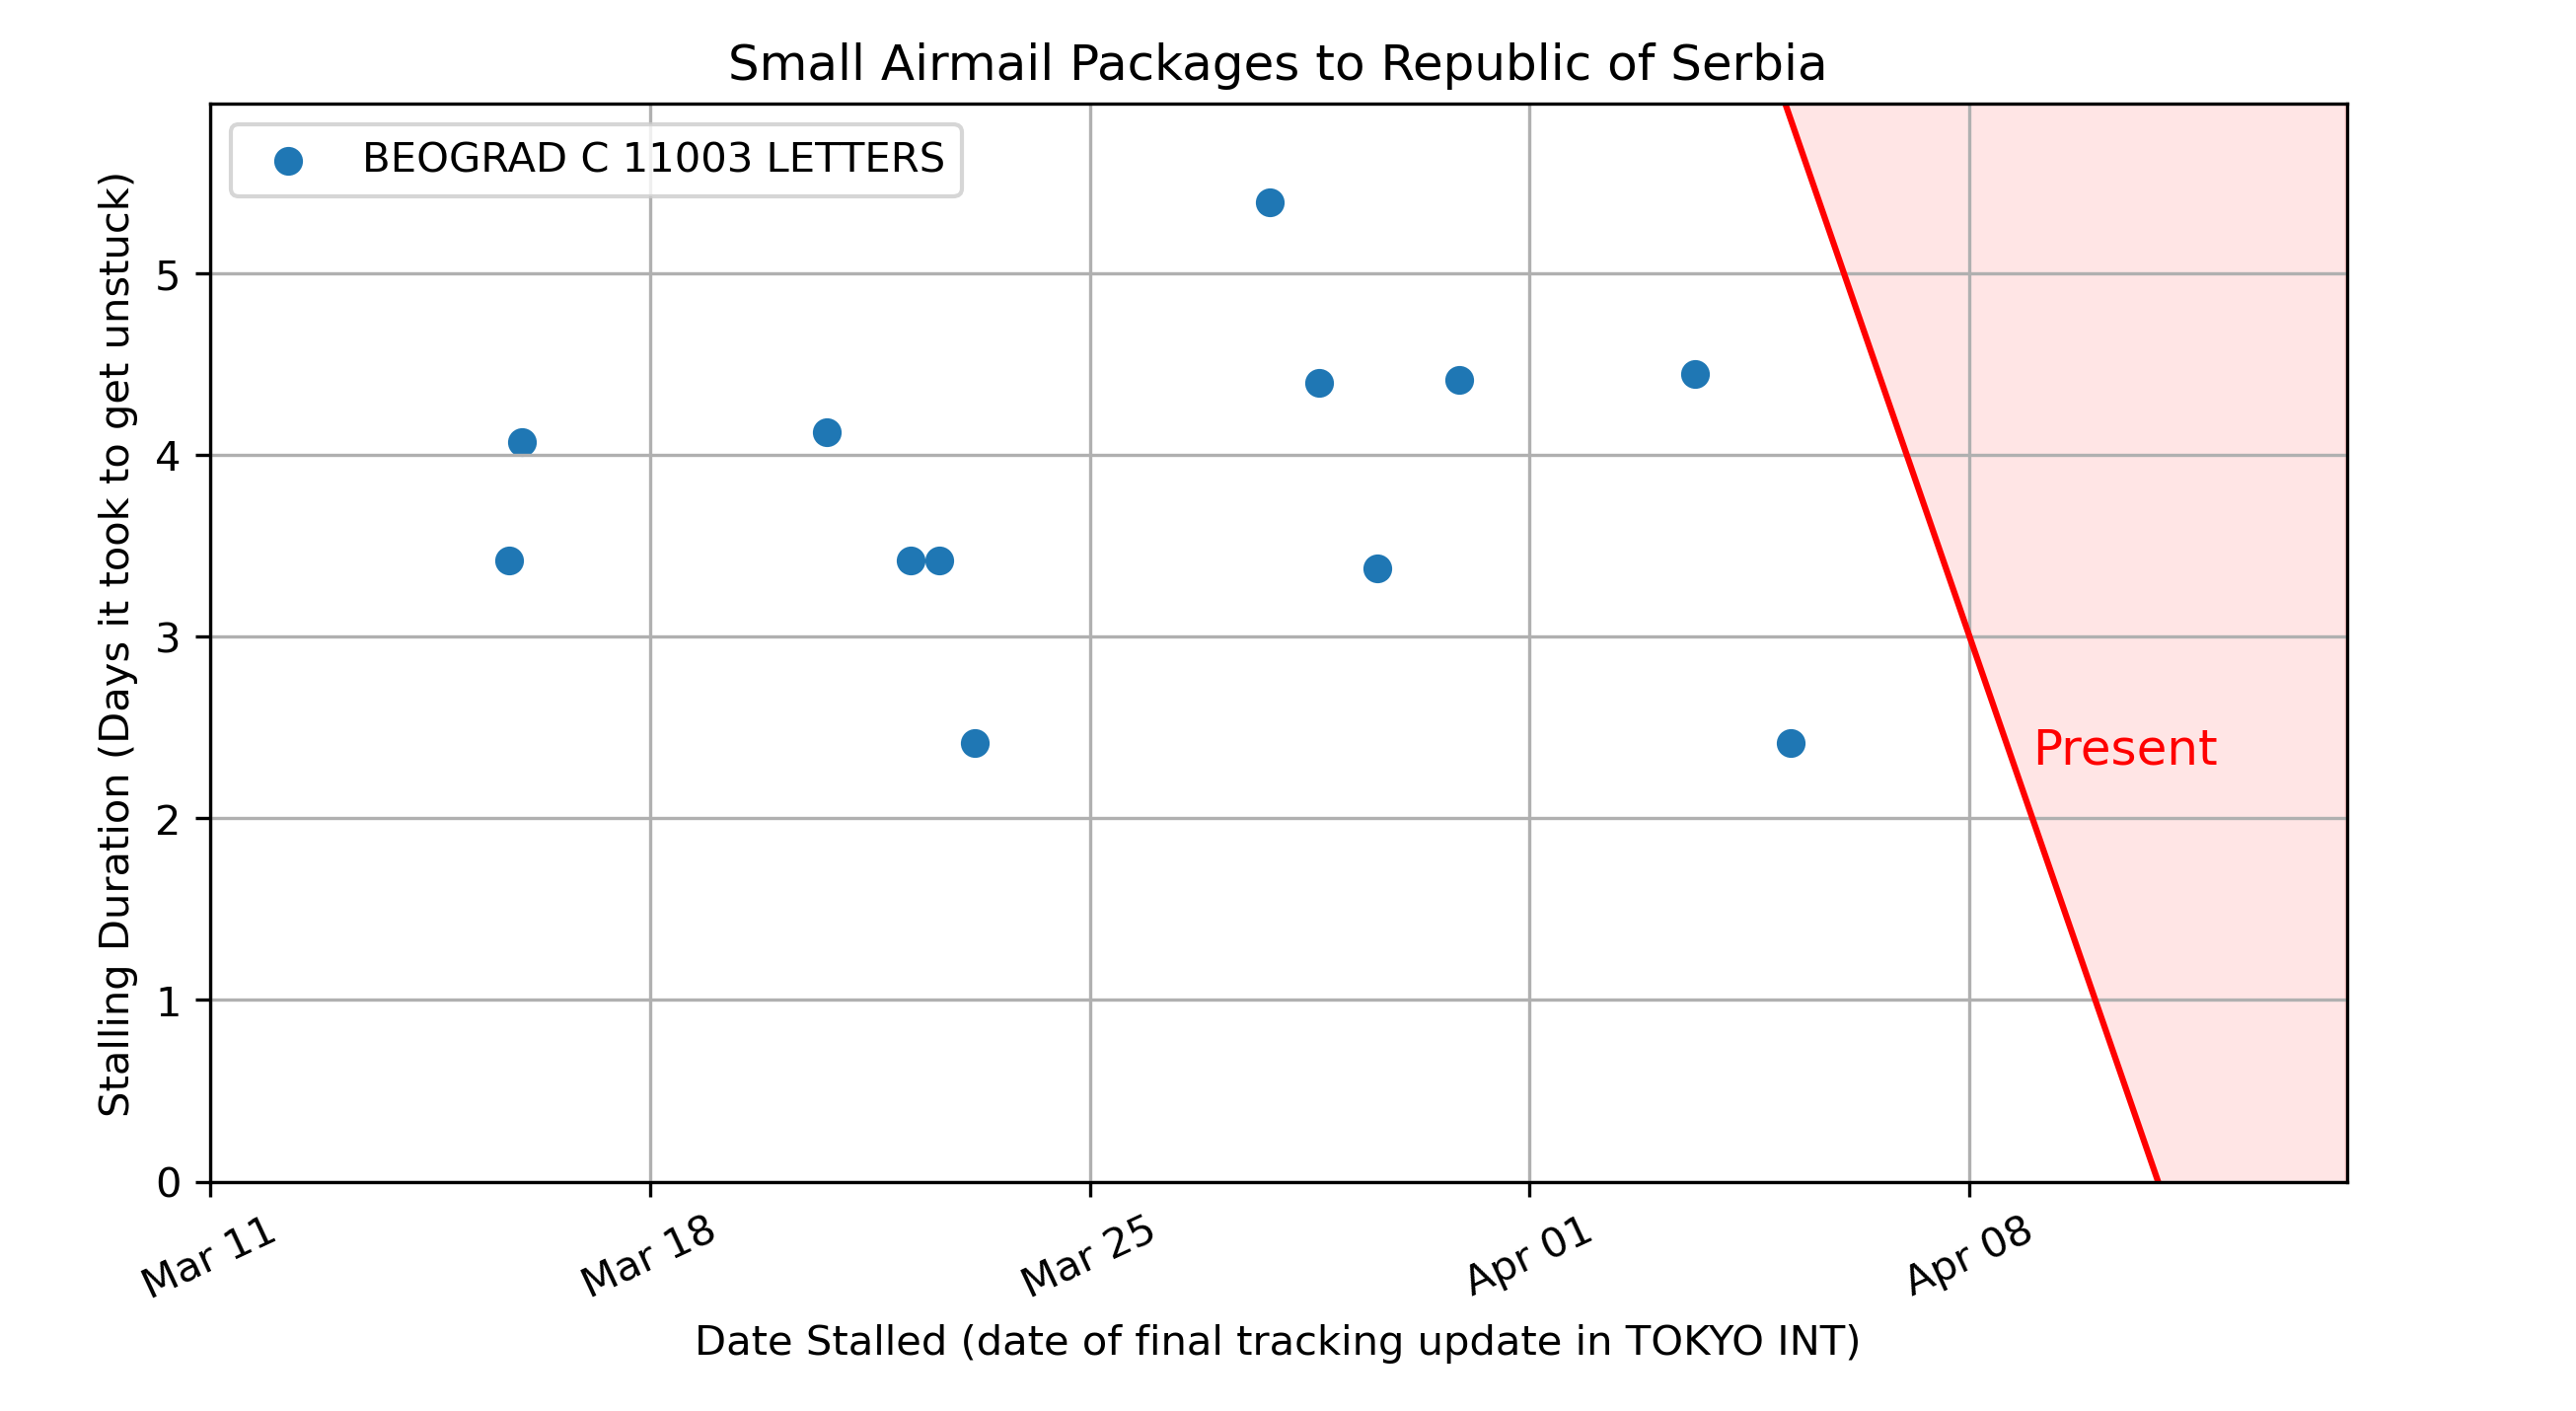 Small Airmail Packages to Republic of Serbia
BEOGRAD C 11003 LETTERS
Stalling Duration (Days it took to get unstuck)
5
4
3
2
1
0
Present
Mar 11
Mar 18
Mar 25
Apr 01
Apr 08
Date Stalled (date of final tracking update in TOKYO INT)